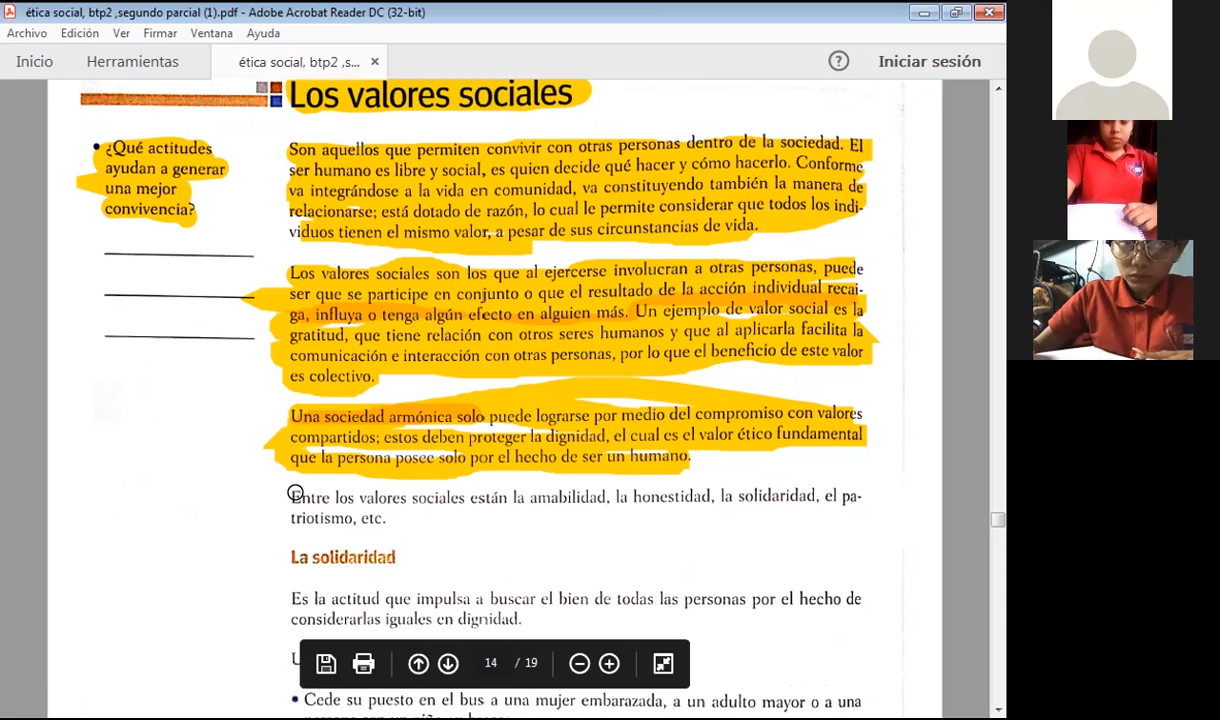 ética social, btp2 ,segundo parcial (1).pdf - Adobe Acrobat Reader DC (32-bit)
Archivo Edición Ver Firmar Ventana Ayuda
Inicio Herramientas ética social, btp2 ,s... × ? Iniciar sesión
Los valores sociales
• ¿Qué actitudes
ayudan a generar
una mejor
convivencia?
Son aquellos que permiten convivir con otras personas dentro de la sociedad. El
ser humano es libre y social, es quien decide qué hacer y cómo hacerlo. Conforme
va integrándose a la vida en comunidad, va constituyendo también la manera de
relacionarse; está dotado de razón, lo cual le permite considerar que todos los indi-
viduos tienen el mismo valor, a pesar de sus circunstancias de vida.
Los valores sociales son los que al ejercerse involucran a otras personas, puede
ser que se participe en conjunto o que el resultado de la acción individual recai-
ga, influya o tenga algún efecto en alguien más. Un ejemplo de valor social es la
gratitud, que tiene relación con otros seres humanos y que al aplicarla facilita la
comunicación e interacción con otras personas, por lo que el beneficio de este valor
es colectivo.
Una sociedad armónica solo puede lograrse por medio del compromiso con valores
compartidos; estos deben proteger la dignidad, el cual es el valor ético fundamental
que la persona posee solo por el hecho de ser un humano.
Entre los valores sociales están la amabilidad, la honestidad, la solidaridad, el pa-
triotismo, etc.
La solidaridad
Es la actitud que impulsa a buscar el bien de todas las personas por el hecho de
considerarlas iguales en dignidad.
14 / 19
• Cede su puesto en el bus a una mujer embarazada, a un adulto mayor o a una